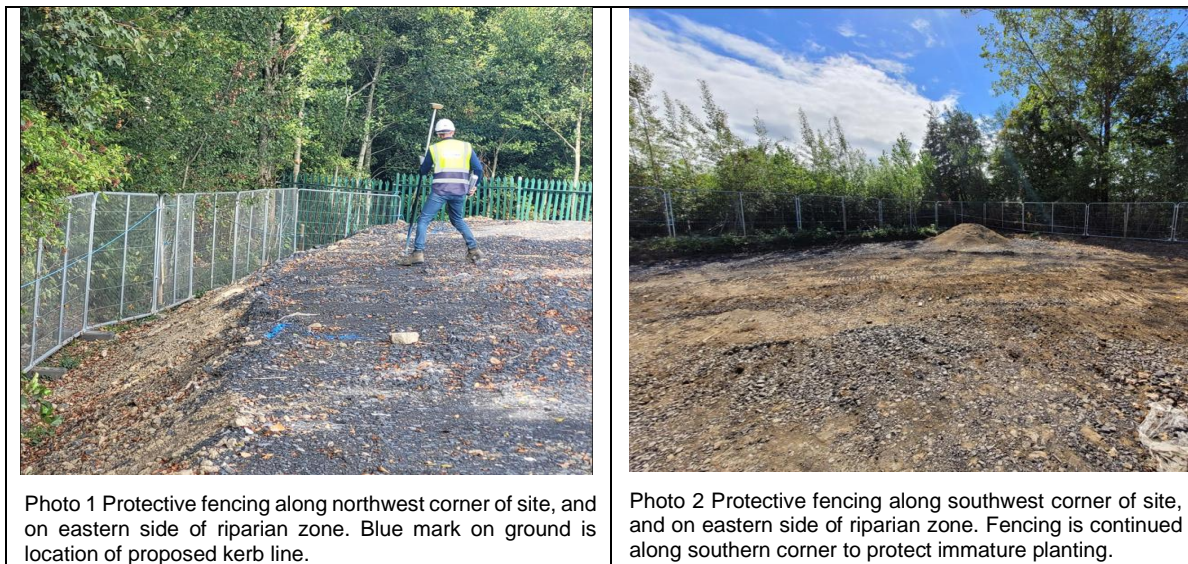 Photo 1 Protective fencing along northwest corner of site, and
on eastern side of riparian zone. Blue mark on ground is
location of proposed kerb line.
Photo 2 Protective fencing along southwest corner of site,
and on eastern side of riparian zone. Fencing is continued
along southern corner to protect immature planting.